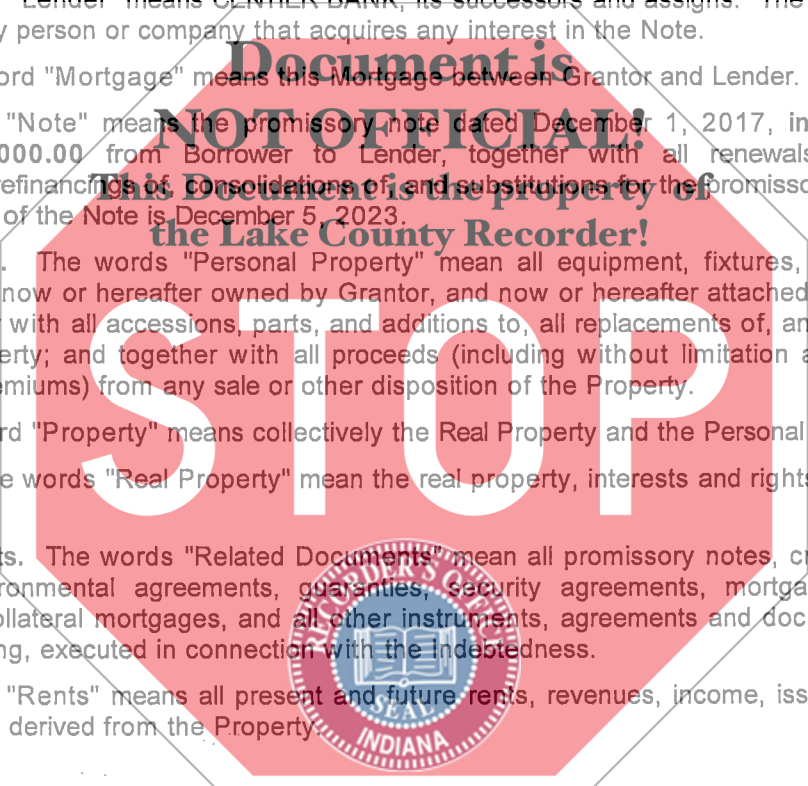 "Lender" means CENTIER BANK, its successors and assigns. The
y person or company that acquires any interest in the Note.
Document is
ord "Mortgage" means this Mortgage between Grantor and Lender.
NOT OFFICIAL!
"Note" means the promissory note dated December 1, 2017, in
000.00 from Borrower to Lender, together with all renewals
refinancings of, consolidations of, and substitutions for the promisso
This Document is the property of
of the Note is December 5, 2023.
the Lake County Recorder!
. The words "Personal Property" mean all equipment, fixtures,
now or hereafter owned by Grantor, and now or hereafter attached
with all accessions, parts, and additions to, all replacements of, an
erty; and together with all proceeds (including without limitation a
emiums) from any sale or other disposition of the Property.
STOP
rd "Property" means collectively the Real Property and the Personal
e words "Real Property" mean the real property, interests and rights
ts. The words "Related Documents" mean all promissory notes, cr
ronmental agreements, guaranties, security agreements, mortga
ollateral mortgages, and all other instruments, agreements and doc
ng, executed in connection with the Indebtedness.
RECORDER'S OFFICE
"Rents" means all present and future rents, revenues, income, iss
SEAL
derived from the Property.
INDIANA